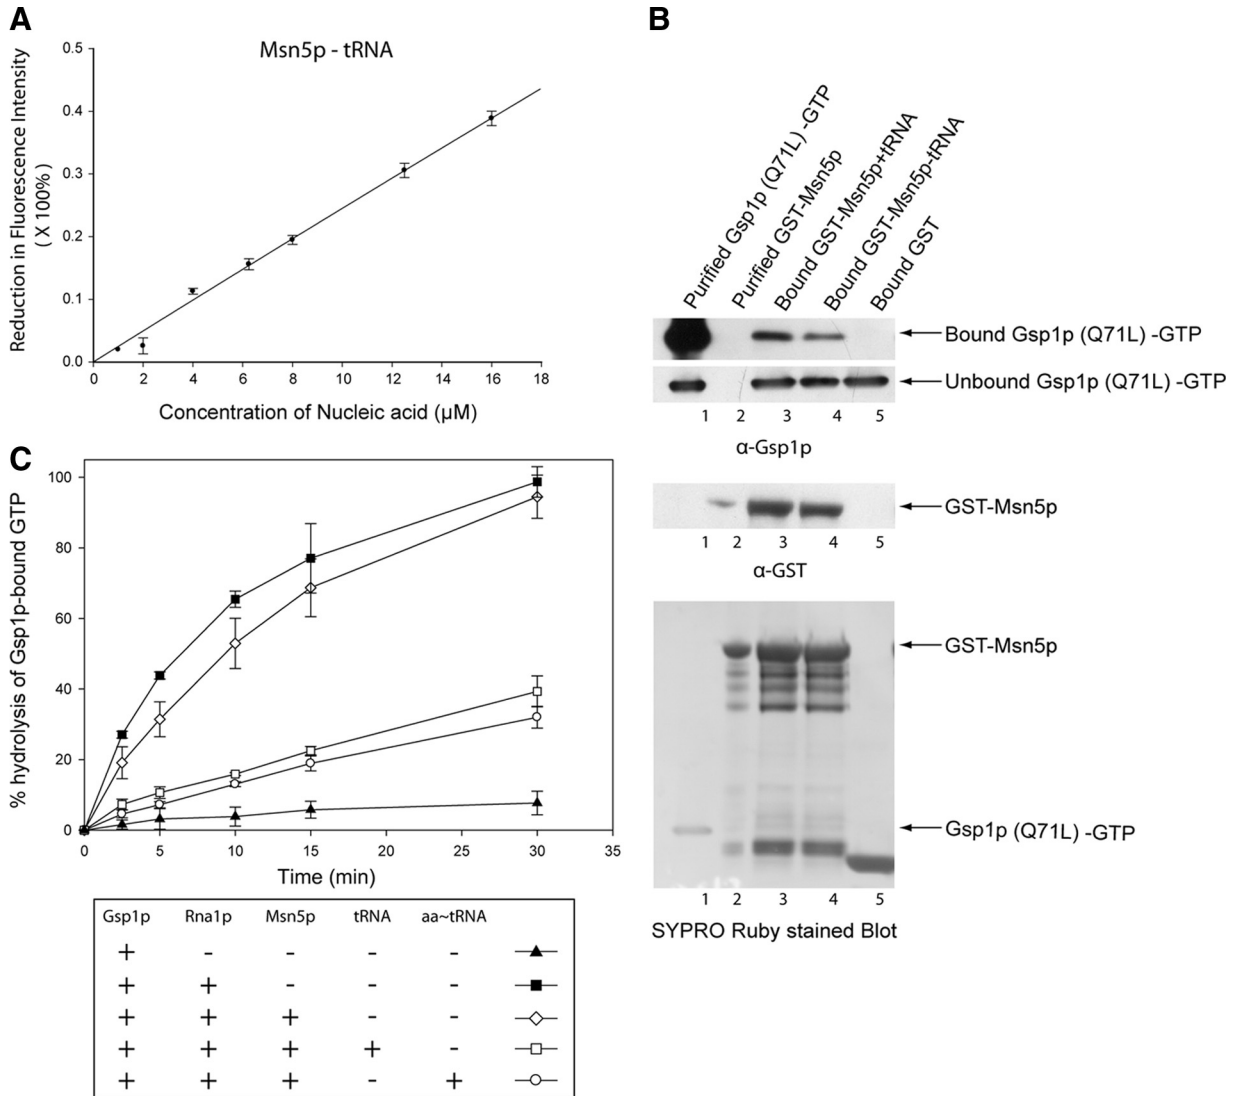 A
Msn5p - tRNA
Reduction in Fluorescence Intensity
( X 100% )
0.5
0.4
0.3
0.2
0.1
0.0
0 2 4 6 8 10 12 14 16 18
Concentration of Nucleic acid (µM)
B
Purified Gsp1p (Q71L) -GTP
Purified GST-Msn5p
Bound GST-Msn5p+tRNA
Bound GST-Msn5p-tRNA
Bound GST
Bound Gsp1p (Q71L) -GTP
Unbound Gsp1p (Q71L) -GTP
1 2 3 4 5
α-Gsp1p
GST-Msn5p
1 2 3 4 5
α-GST
GST-Msn5p
Gsp1p (Q71L) -GTP
1 2 3 4 5
SYPRO Ruby stained Blot
C
% hydrolysis of Gsp1p-bound GTP
100
80
60
40
20
0
0 5 10 15 20 25 30 35
Time (min)
Gsp1p Rna1p Msn5p tRNA aa~tRNA
+ - - - -
+ + - - -
+ + + - -
+ + + + -
+ + + - +